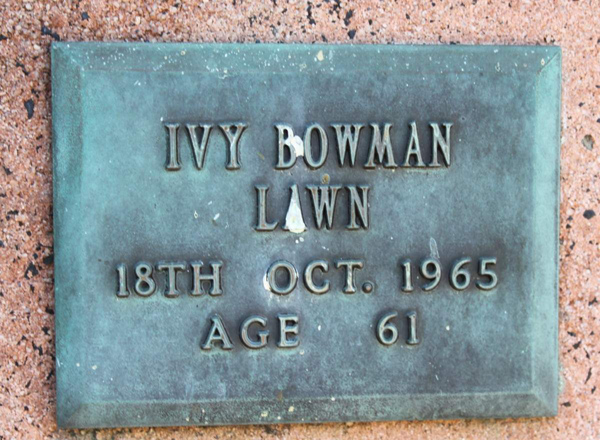 IVY BOWMAN
LAWN
18TH OCT. 1965
AGE 61